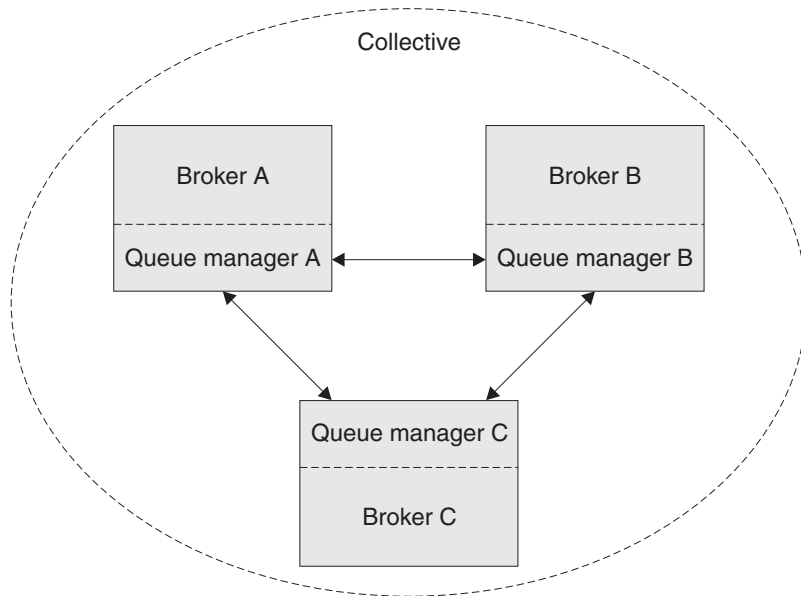 Collective
Broker A
Broker B
Queue manager A
Queue manager B
Queue manager C
Broker C